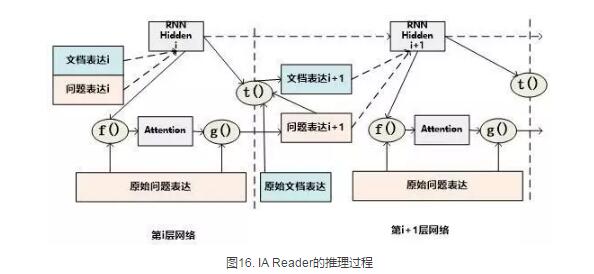 RNN
Hidden
i
RNN
Hidden
i+1
文档表达i
问题表达i
t()
文档表达i+1
问题表达i+1
t()
f()
Attention
g()
f()
Attention
g()
原始问题表达
原始文档表达
原始问题表达
第i层网络
第i+1层网络
图16. IA Reader的推理过程